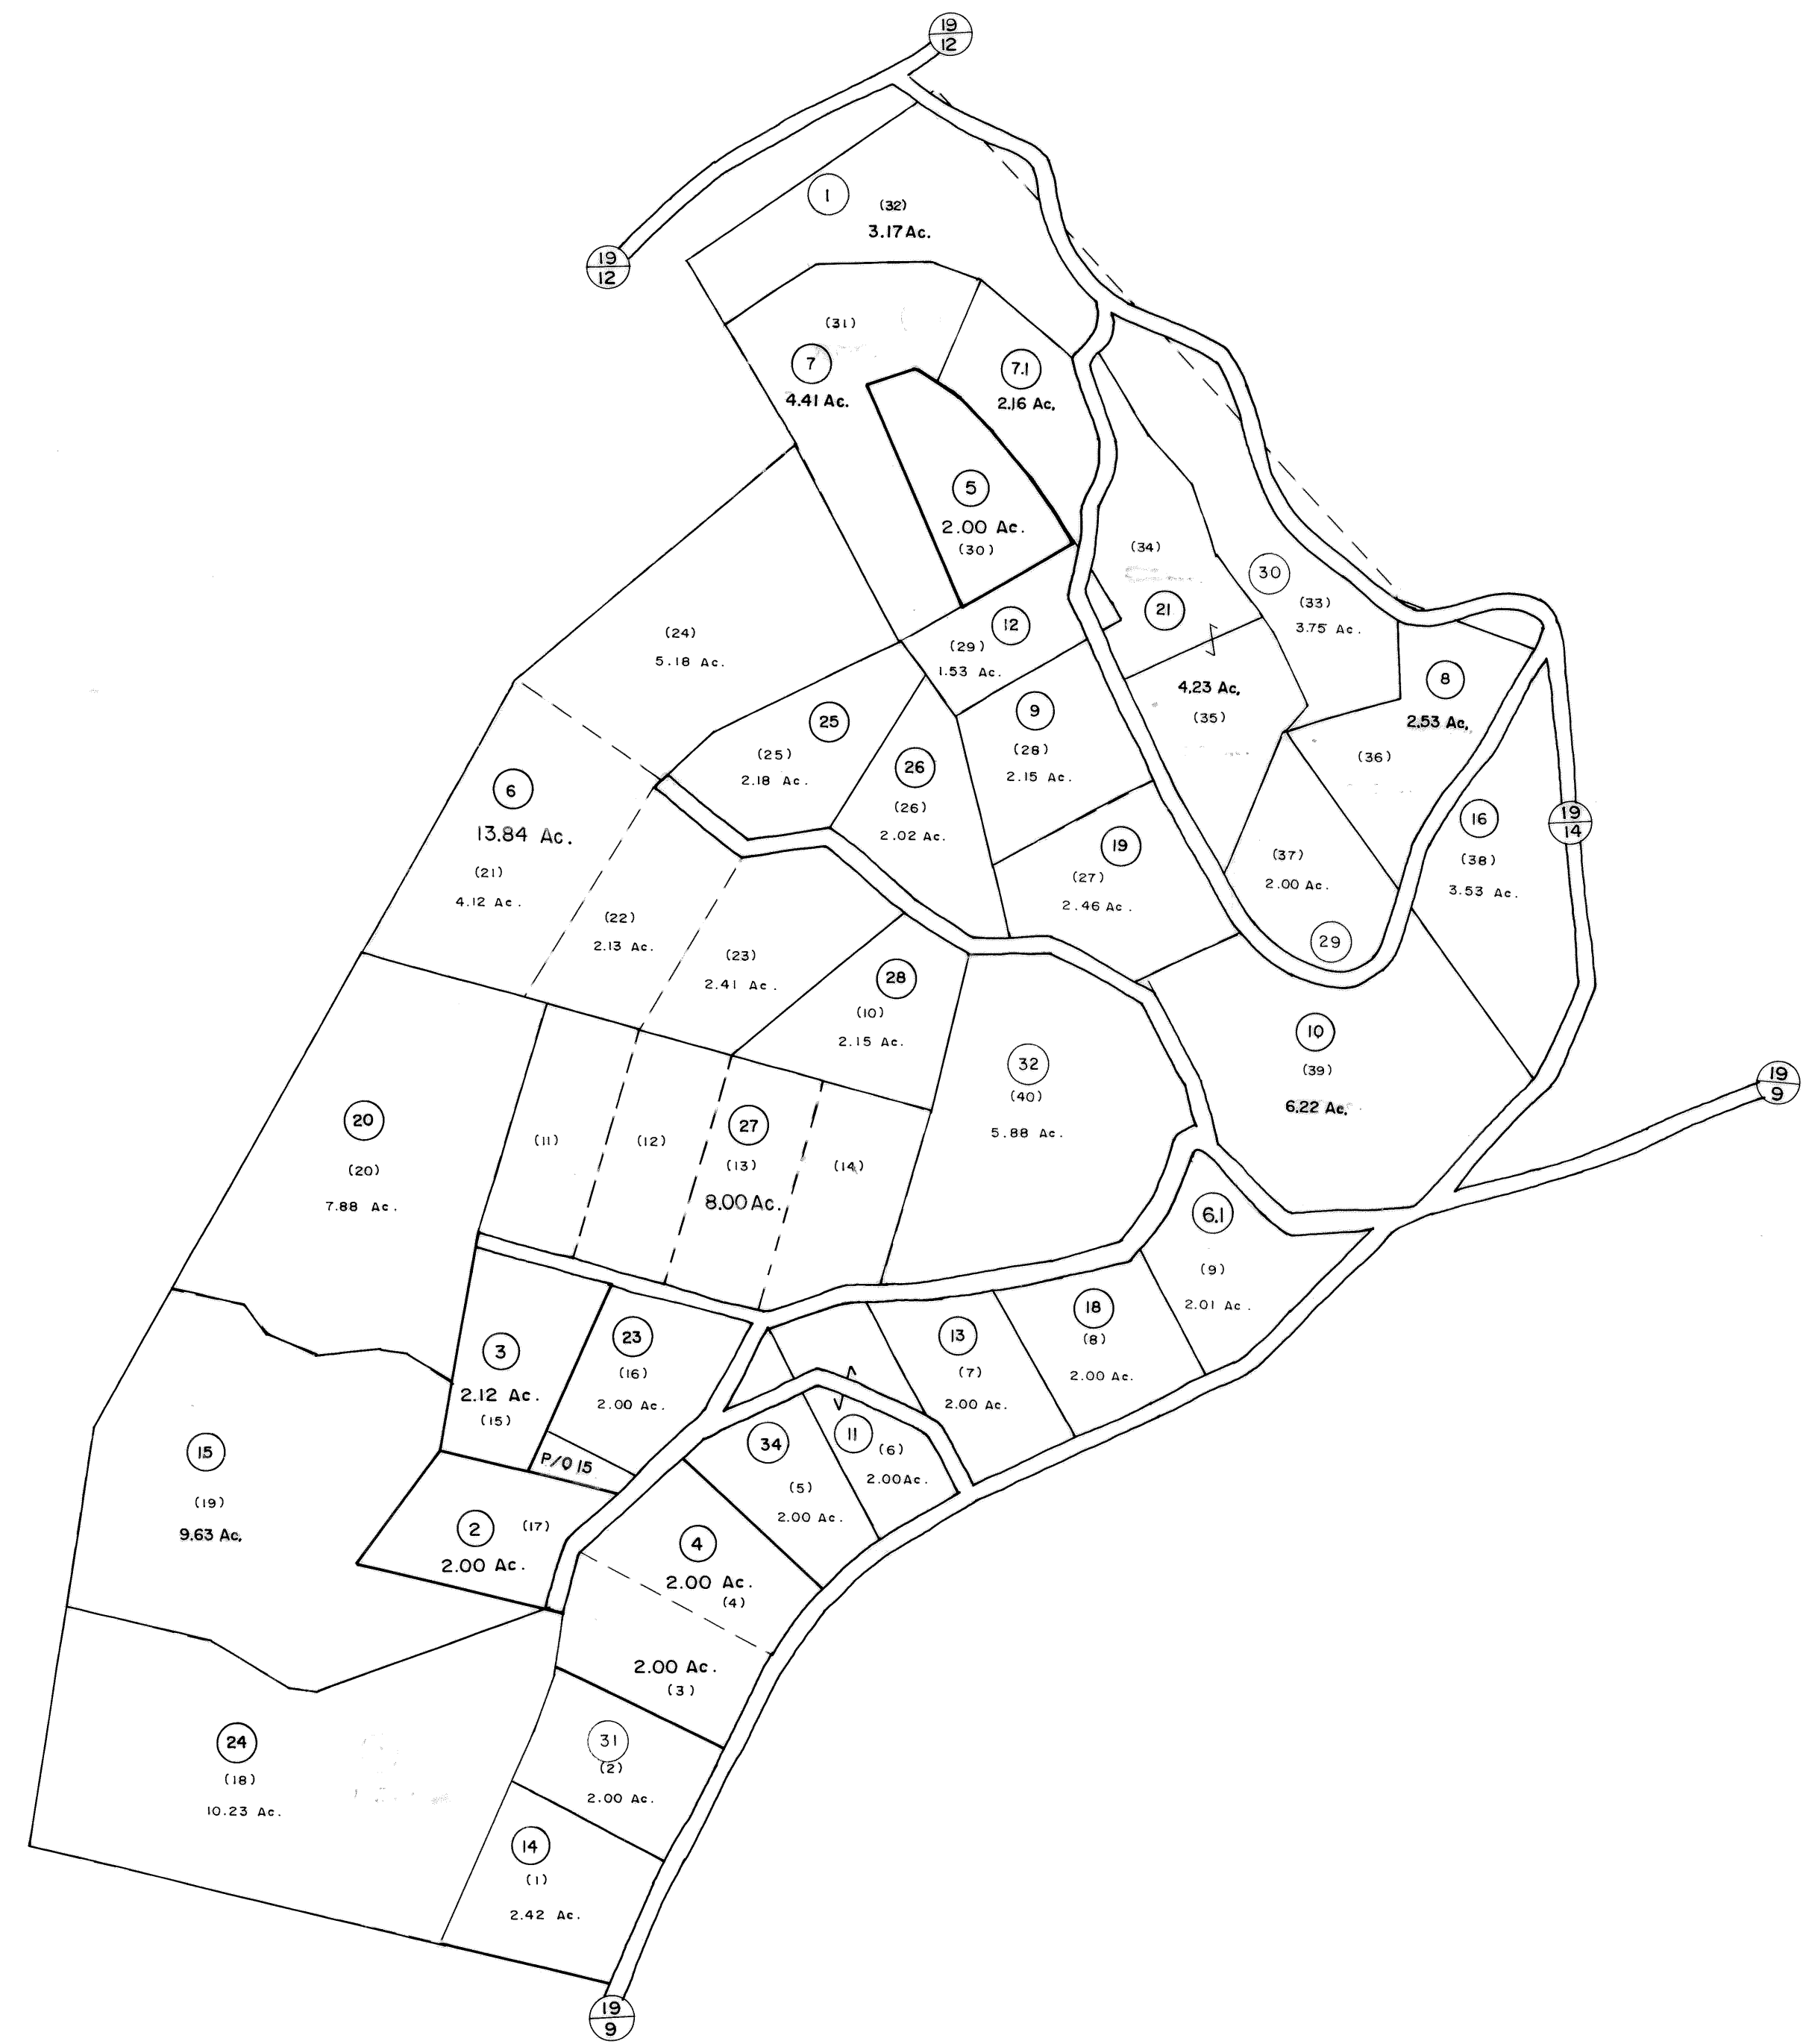 19
12
19
12
1
(32)
3.17 Ac.
(31)
7
4.41 Ac.
7.1
2.16 Ac.
5
2.00 Ac.
(30)
(34)
21
30
(33)
3.75 Ac.
(24)
5.18 Ac.
12
(29)
1.53 Ac.
4.23 Ac.
(35)
8
2.53 Ac.
(36)
25
(25)
2.18 Ac.
9
(28)
2.15 Ac.
26
(26)
2.02 Ac.
6
13.84 Ac.
(21)
4.12 Ac.
19
(27)
2.46 Ac.
(37)
2.00 Ac.
29
16
(38)
3.53 Ac.
19
14
(22)
2.13 Ac.
(23)
2.41 Ac.
28
(10)
2.15 Ac.
32
(40)
5.88 Ac.
10
(39)
6.22 Ac.
19
9
20
(20)
7.88 Ac.
(11)
(12)
27
(13)
8.00 Ac.
(14)
6.1
(9)
2.01 Ac.
3
2.12 Ac.
(15)
23
(16)
2.00 Ac.
P/O 15
13
(7)
2.00 Ac.
18
(8)
2.00 Ac.
34
(5)
2.00 Ac.
11
(6)
2.00 Ac.
15
(19)
9.63 Ac.
2
(17)
2.00 Ac.
4
2.00 Ac.
(4)
2.00 Ac.
(3)
24
(18)
10.23 Ac.
31
(2)
2.00 Ac.
14
(1)
2.42 Ac.
19
9